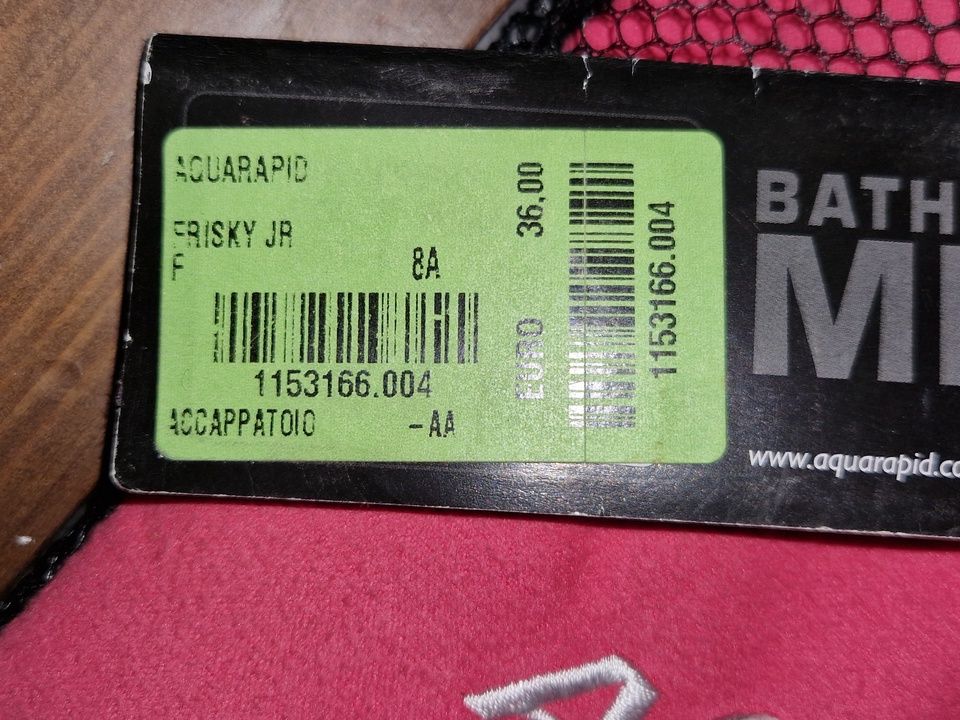 AQUARAPID
FRISKY JR
F 8A
1153166.004
ACCAPPATOIO -AA
EURO 36,00
1153166.004
BATH
M
www.aquarapid.co